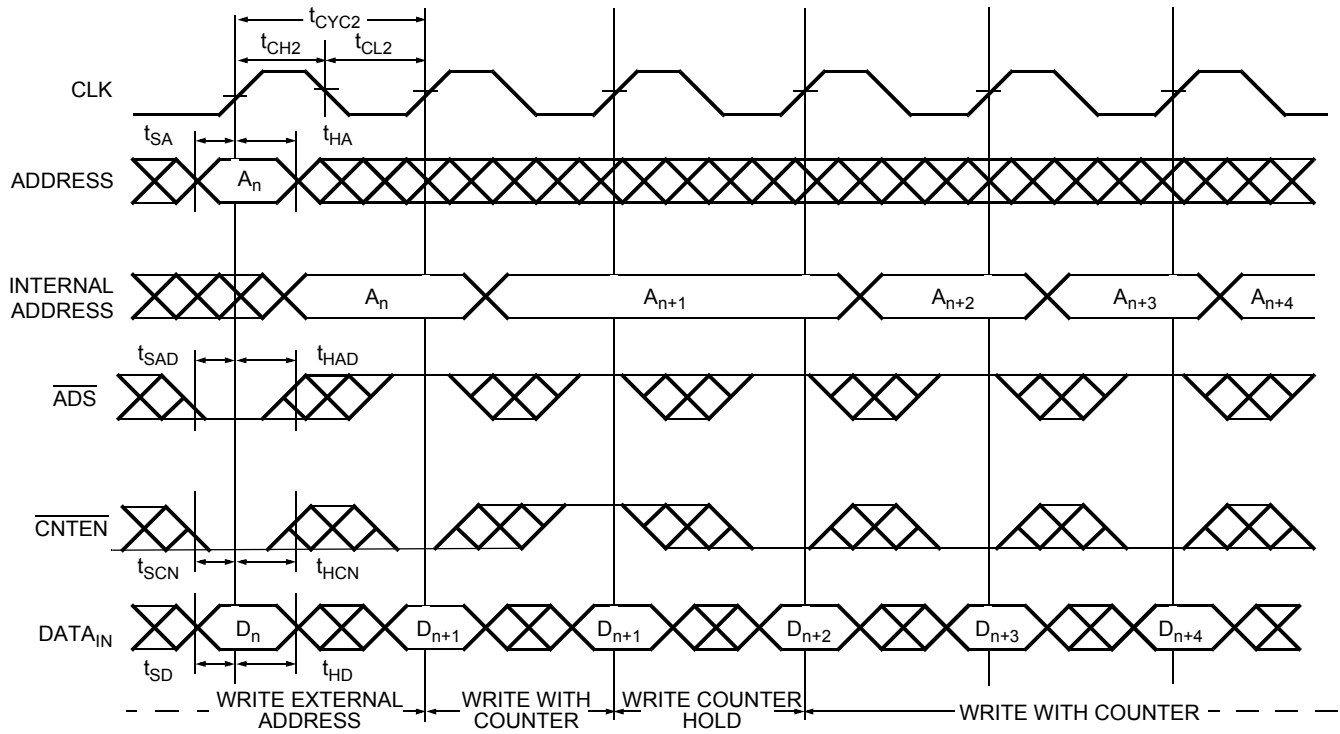 tCYC2
tCH2 tCL2
CLK
tSA tHA
ADDRESS An
INTERNAL
ADDRESS
An An+1 An+2 An+3 An+4
tSAD tHAD
ADS
CNTEN
tSCN tHCN
DATAIN Dn Dn+1 Dn+1 Dn+2 Dn+3 Dn+4
tSD tHD
WRITE EXTERNAL
ADDRESS
WRITE WITH
COUNTER
WRITE COUNTER
HOLD
WRITE WITH COUNTER